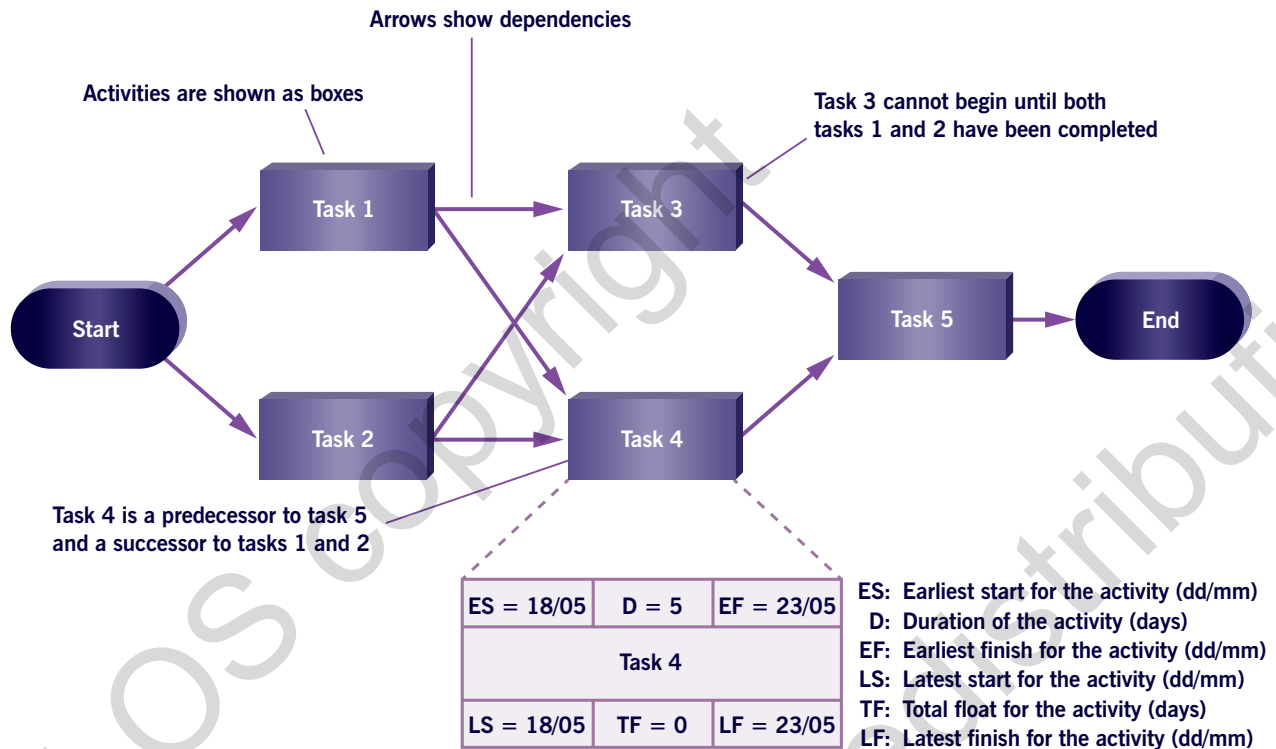 Arrows show dependencies
Activities are shown as boxes
Task 3 cannot begin until both
tasks 1 and 2 have been completed
Task 1
Task 3
Start
Task 5
End
Task 2
Task 4
Task 4 is a predecessor to task 5
and a successor to tasks 1 and 2
ES = 18/05 D = 5 EF = 23/05
Task 4
LS = 18/05 TF = 0 LF = 23/05
ES: Earliest start for the activity (dd/mm)
D: Duration of the activity (days)
EF: Earliest finish for the activity (dd/mm)
LS: Latest start for the activity (dd/mm)
TF: Total float for the activity (days)
LF: Latest finish for the activity (dd/mm)
OS copyright